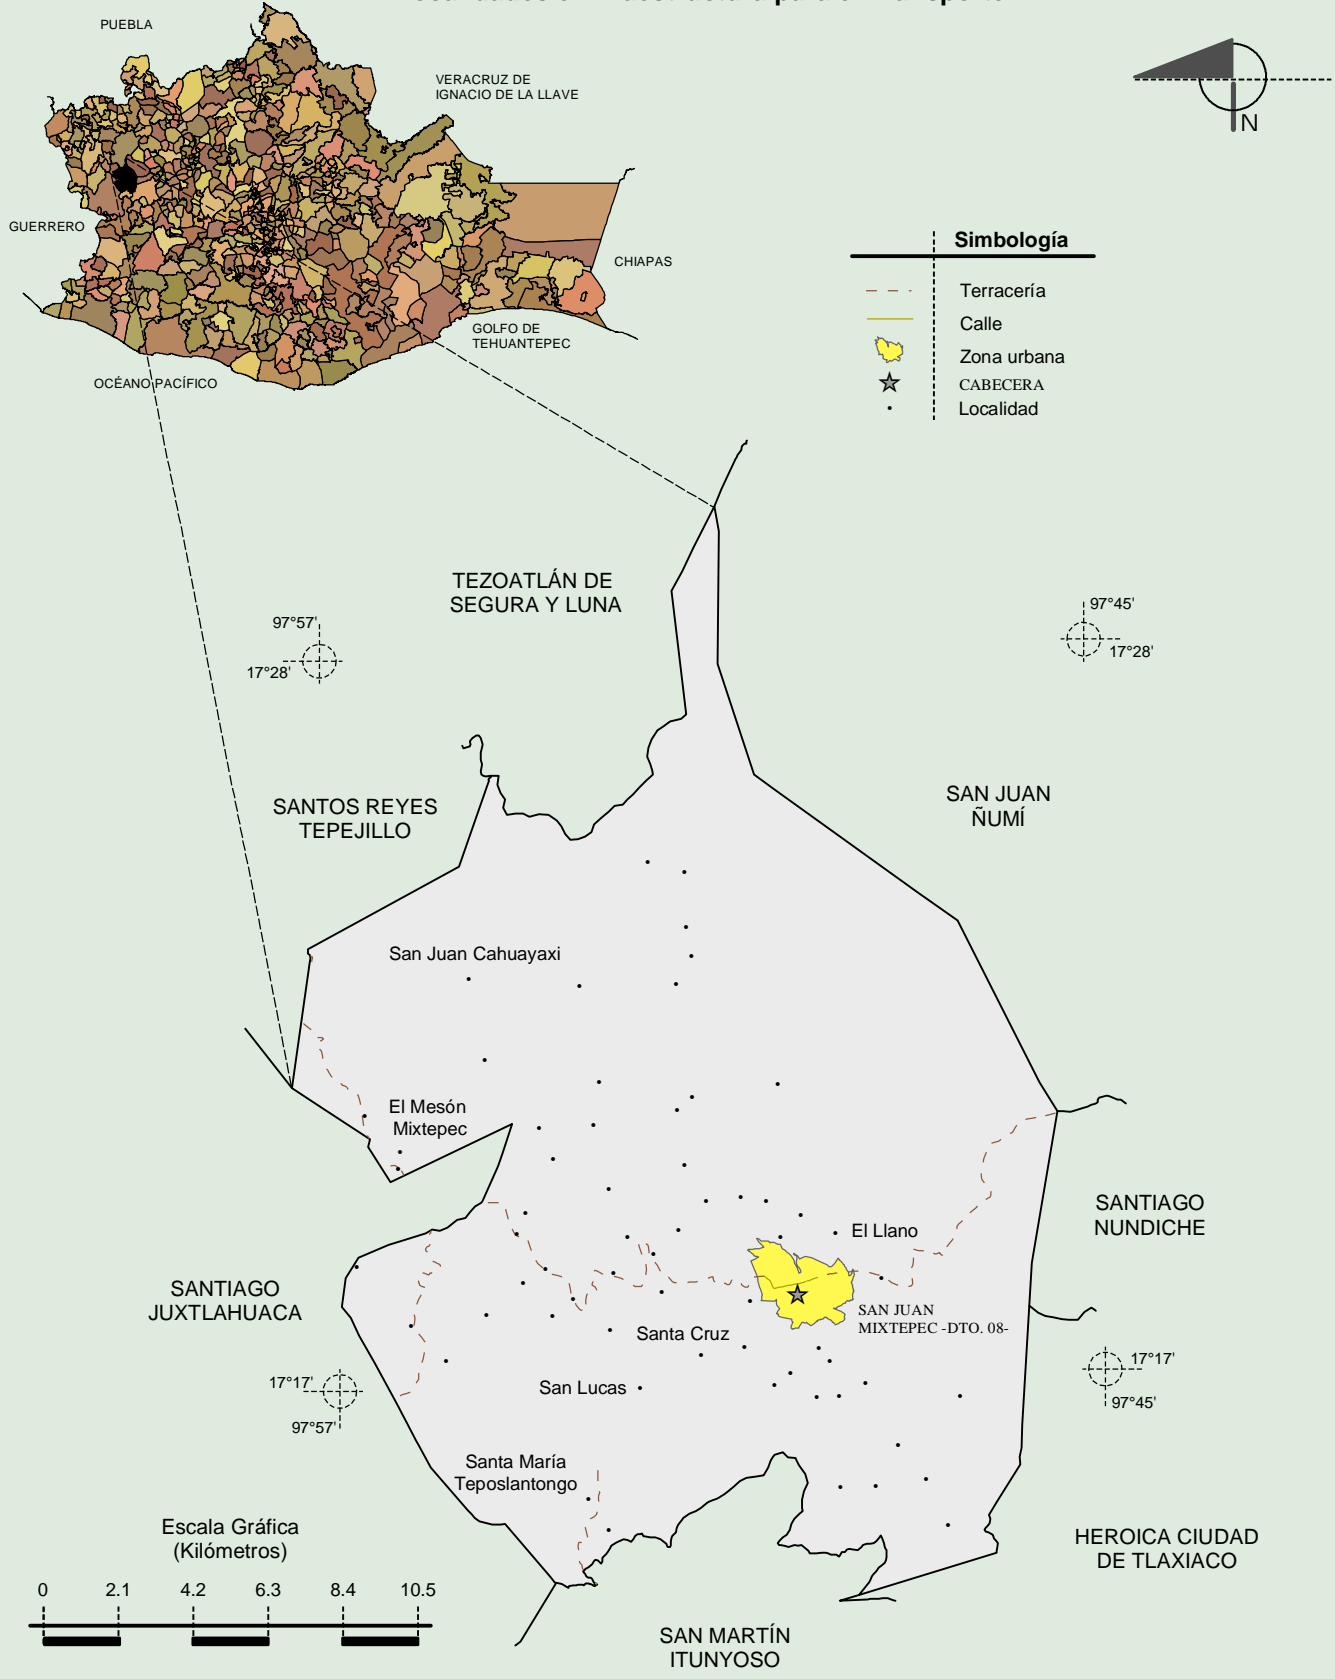 PUEBLA
VERACRUZ DE
IGNACIO DE LA LLAVE
N
GUERRERO
CHIAPAS
GOLFO DE
TEHUANTEPEC
OCÉANO PACÍFICO
Simbología
Terracería
Calle
Zona urbana
CABECERA
Localidad
TEZOATLÁN DE
SEGURA Y LUNA
97°57'
17°28'
97°45'
17°28'
SANTOS REYES
TEPEJILLO
SAN JUAN
ÑUMÍ
San Juan Cahuayaxi
El Mesón
Mixtepec
SANTIAGO
NUNDICHE
El Llano
SANTIAGO
JUXTLAHUACA
SAN JUAN
MIXTEPEC -DTO. 08-
Santa Cruz
San Lucas
17°17'
97°57'
17°17'
97°45'
Santa María
Teposlantongo
Escala Gráfica
(Kilómetros)
0 2.1 4.2 6.3 8.4 10.5
HEROICA CIUDAD
DE TLAXIACO
SAN MARTÍN
ITUNYOSO